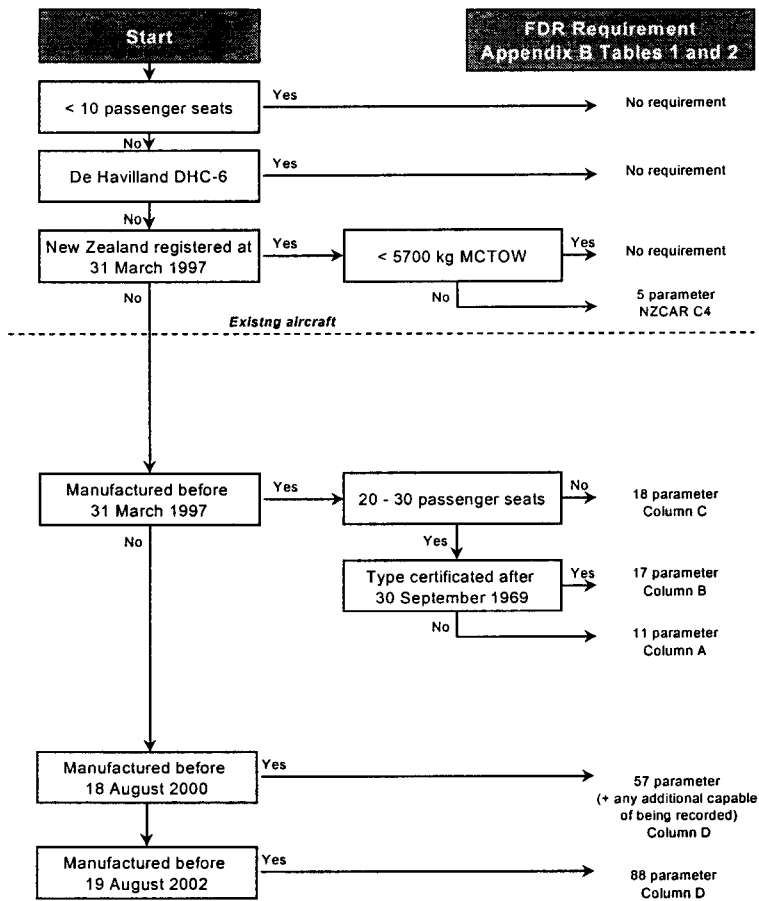 Start
FDR Requirement
Appendix B Tables 1 and 2
< 10 passenger seats
Yes
No requirement
No
De Havilland DHC-6
Yes
No requirement
No
New Zealand registered at
31 March 1997
Yes
< 5700 kg MCTOW
Yes
No requirement
No
No
5 parameter
NZCAR C4
Existng aircraft
Manufactured before
31 March 1997
Yes
20 - 30 passenger seats
No
18 parameter
Column C
No
Yes
Type certificated after
30 September 1969
Yes
17 parameter
Column B
No
11 parameter
Column A
Manufactured before
18 August 2000
Yes
57 parameter
(+ any additional capable
of being recorded)
Column D
Manufactured before
19 August 2002
Yes
88 parameter
Column D